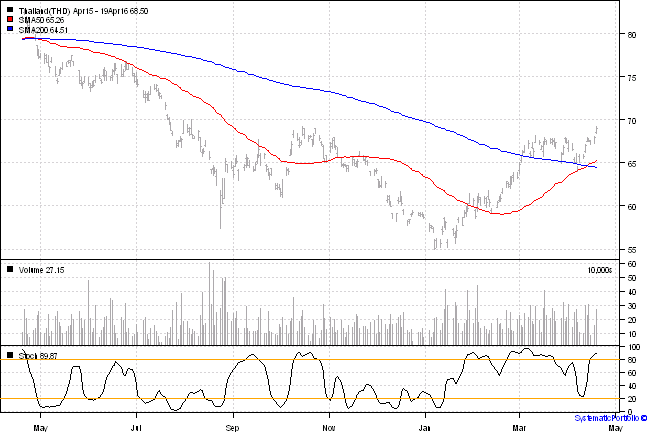 Thailand(THD) Apr15 - 19Apr16 68.50
SMA50 65.26
SMA200 64.51
80
75
70
65
60
55
Volume 27.15
10,000s
60
50
40
30
20
10
Stoch 89.87
100
80
60
40
20
0
May Jul Sep Nov Jan Mar May
SystematicPortfolio ©